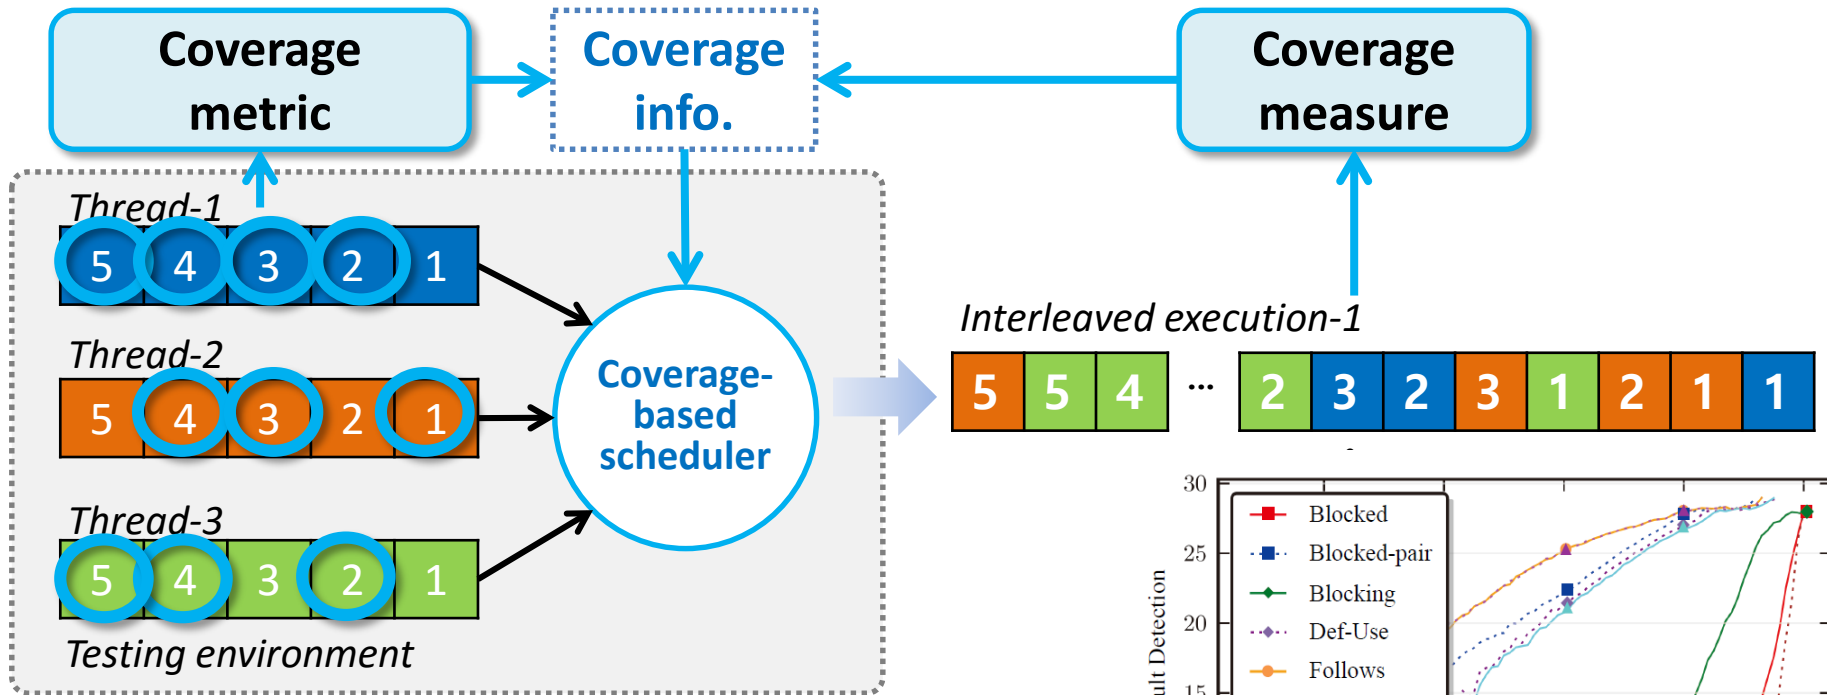 Coverage
metric
Coverage
info.
Coverage
measure
Thread-1
5 4 3 2 1
Thread-2
5 4 3 2 1
Thread-3
5 4 3 2 1
Testing environment
Coverage-
based
scheduler
Interleaved execution-1
5 5 4 ... 2 3 2 3 1 2 1 1
30
25
20
15
Detection
Blocked
Blocked-pair
Blocking
Def-Use
Follows